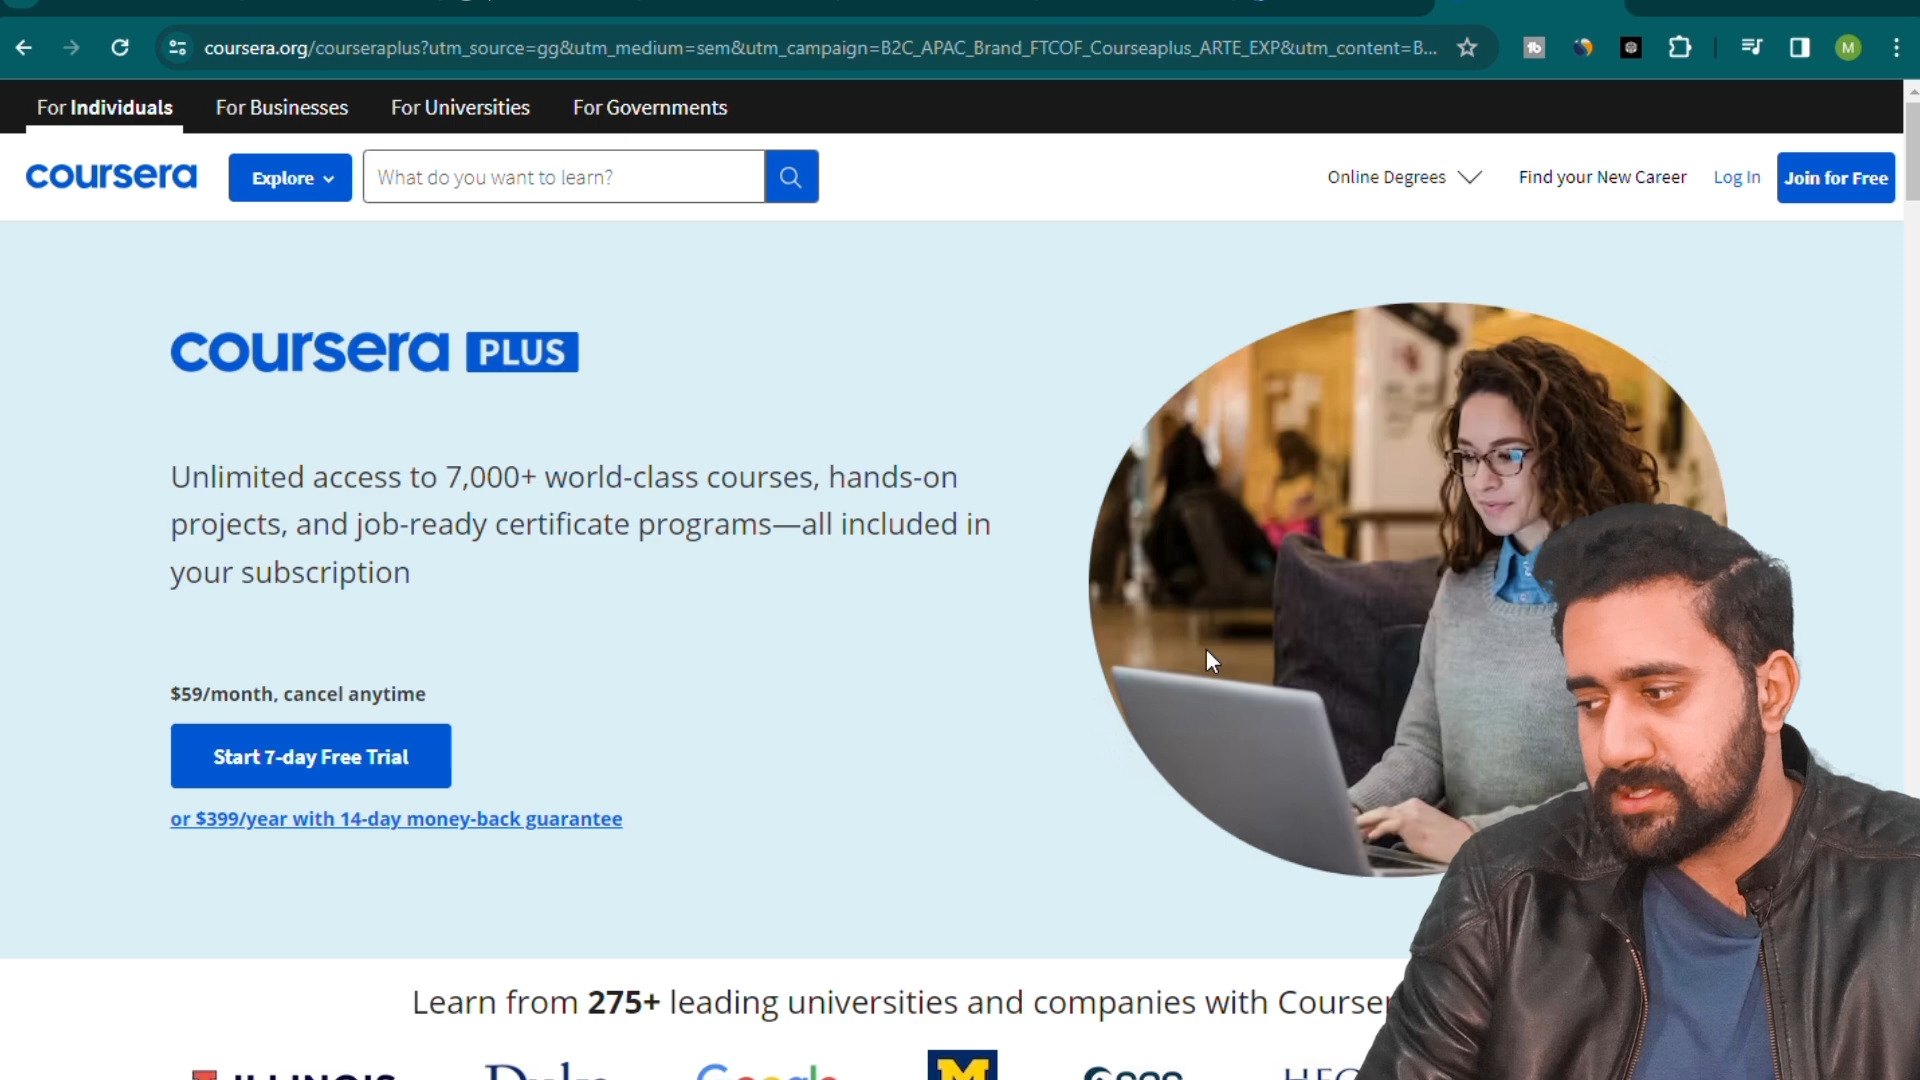 coursera.org/courseraplus?utm_source=gg&utm_medium=sem&utm_campaign=B2C_APAC_Brand_FTCOF_Courseaplus_ARTE_EXP&utm_content=B...
M
For Individuals For Businesses For Universities For Governments
coursera Explore What do you want to learn? Online Degrees Find your New Career Log In Join for Free
coursera PLUS
Unlimited access to 7,000+ world-class courses, hands-on
projects, and job-ready certificate programs—all included in
your subscription
$59/month, cancel anytime
Start 7-day Free Trial
or $399/year with 14-day money-back guarantee
Learn from 275+ leading universities and companies with Courser
ILLINOIS Duke Google M